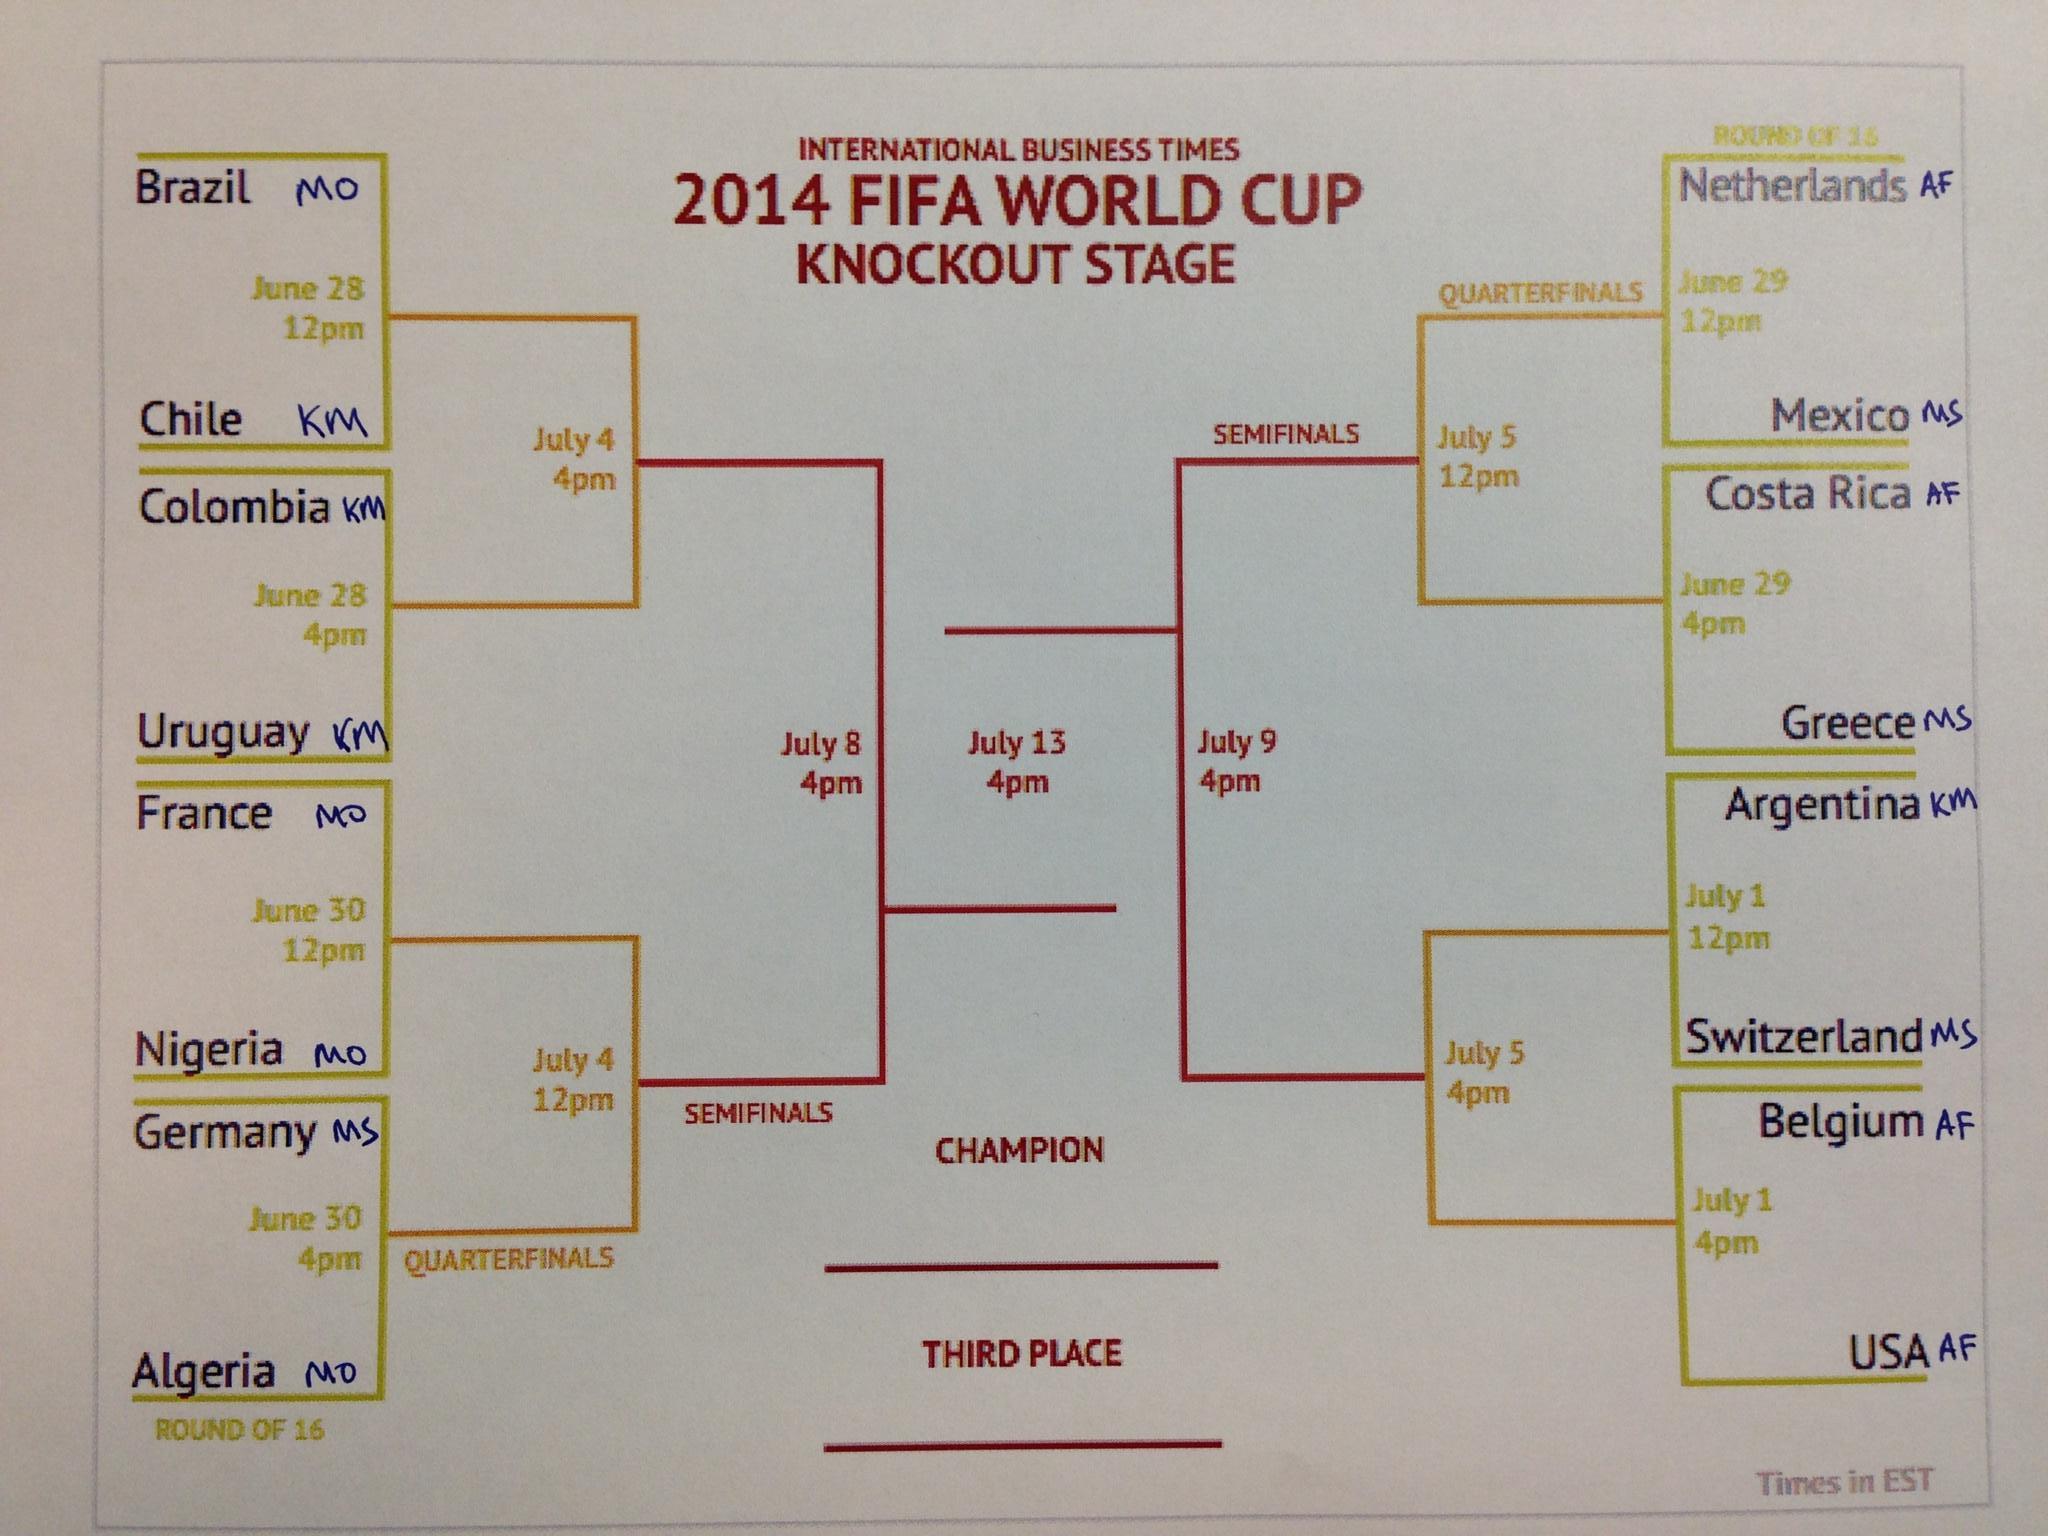 INTERNATIONAL BUSINESS TIMES
2014 FIFA WORLD CUP
KNOCKOUT STAGE
Brazil MO
June 28
12pm
Chile KM
Colombia KM
June 28
4pm
Uruguay KM
France MO
June 30
12pm
Nigeria MO
Germany MS
June 30
4pm
Algeria MO
ROUND OF 16
July 4
4pm
July 4
12pm
QUARTERFINALS
July 8
4pm
SEMIFINALS
July 13
4pm
CHAMPION
THIRD PLACE
SEMIFINALS
July 9
4pm
QUARTERFINALS
July 5
12pm
July 5
4pm
ROUND OF 16
Netherlands AF
June 29
12pm
Mexico MS
Costa Rica AF
June 29
4pm
Greece MS
Argentina KM
July 1
12pm
Switzerland MS
Belgium AF
July 1
4pm
USA AF
Times in EST